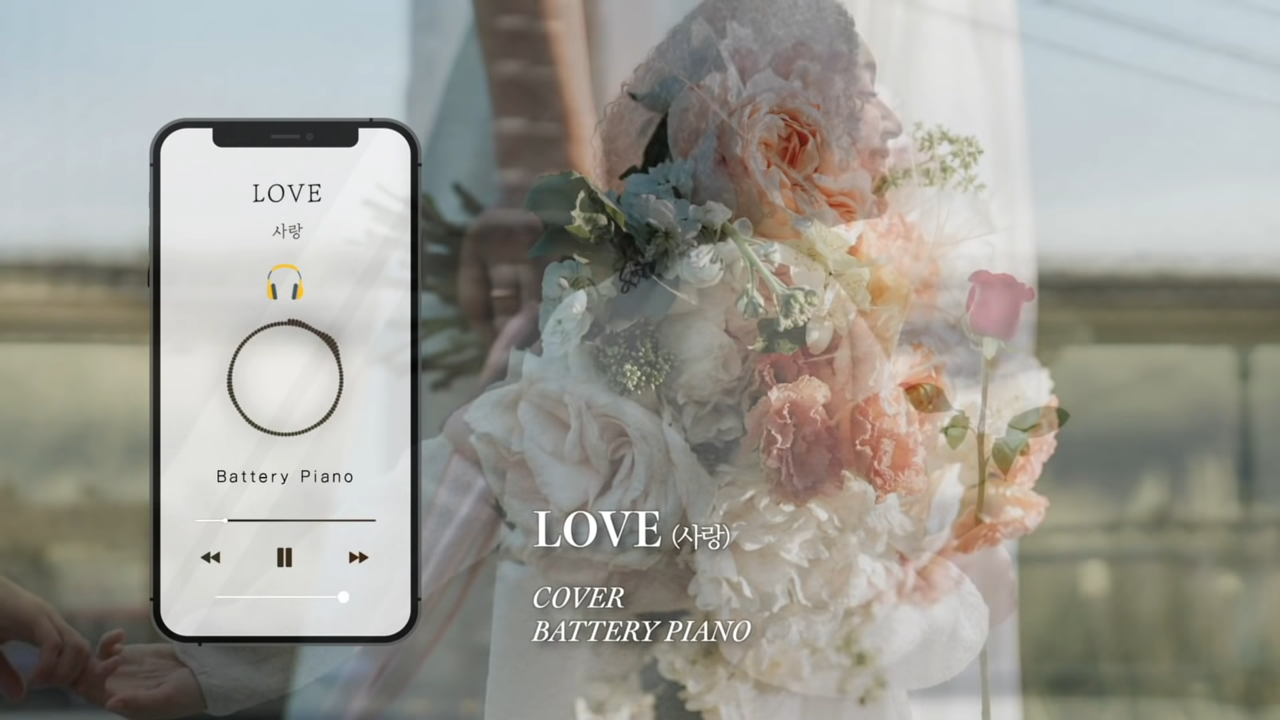 LOVE
사랑
Battery Piano
LOVE (사랑)
COVER
BATTERY PIANO